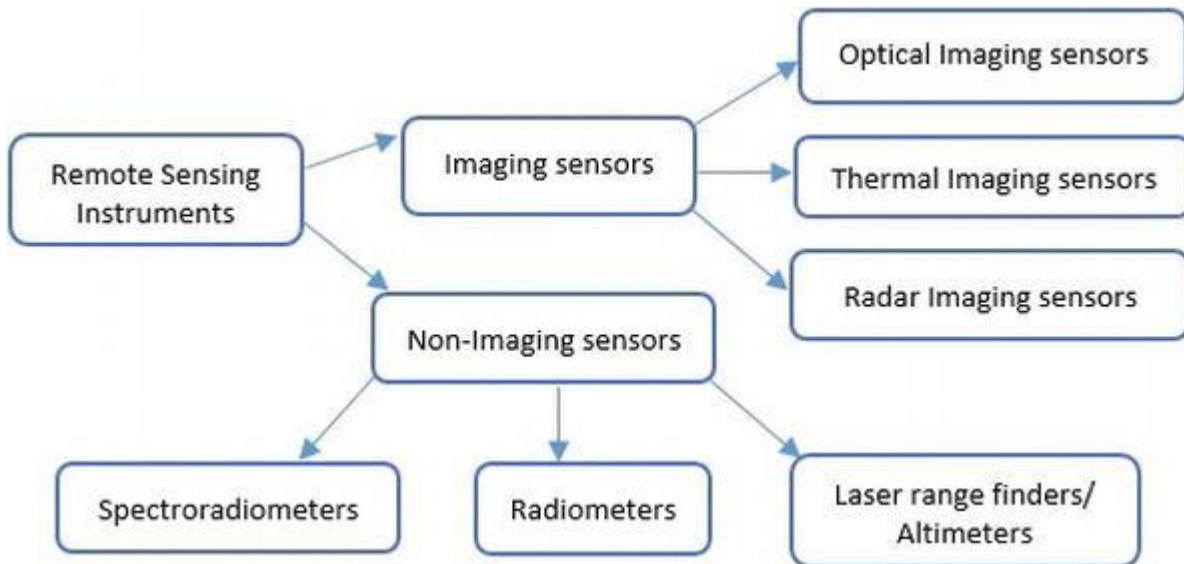 Optical Imaging sensors
Remote Sensing
Instruments
Imaging sensors
Thermal Imaging sensors
Radar Imaging sensors
Non-Imaging sensors
Spectroradiometers
Radiometers
Laser range finders/
Altimeters